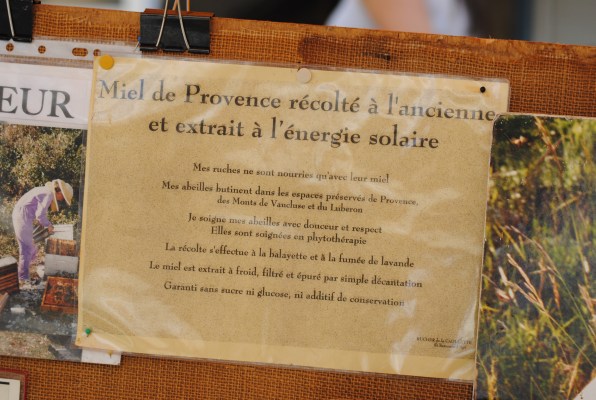 EUR
Miel de Provence récolté à l'ancienne
et extrait à l'énergie solaire
Mes ruches ne sont nourries qu'avec leur miel
Mes abeilles butinent dans les espaces préservés de Provence,
des Monts de Vaucluse et du Luberon
Je soigne mes abeilles avec douceur et respect
Elles sont soignées en phytothérapie
La récolte s'effectue à la balayette et à la fumée de lavande
Le miel est extrait à froid, filtré et épuré par simple décantation
Garanti sans sucre ni glucose, ni additif de conservation